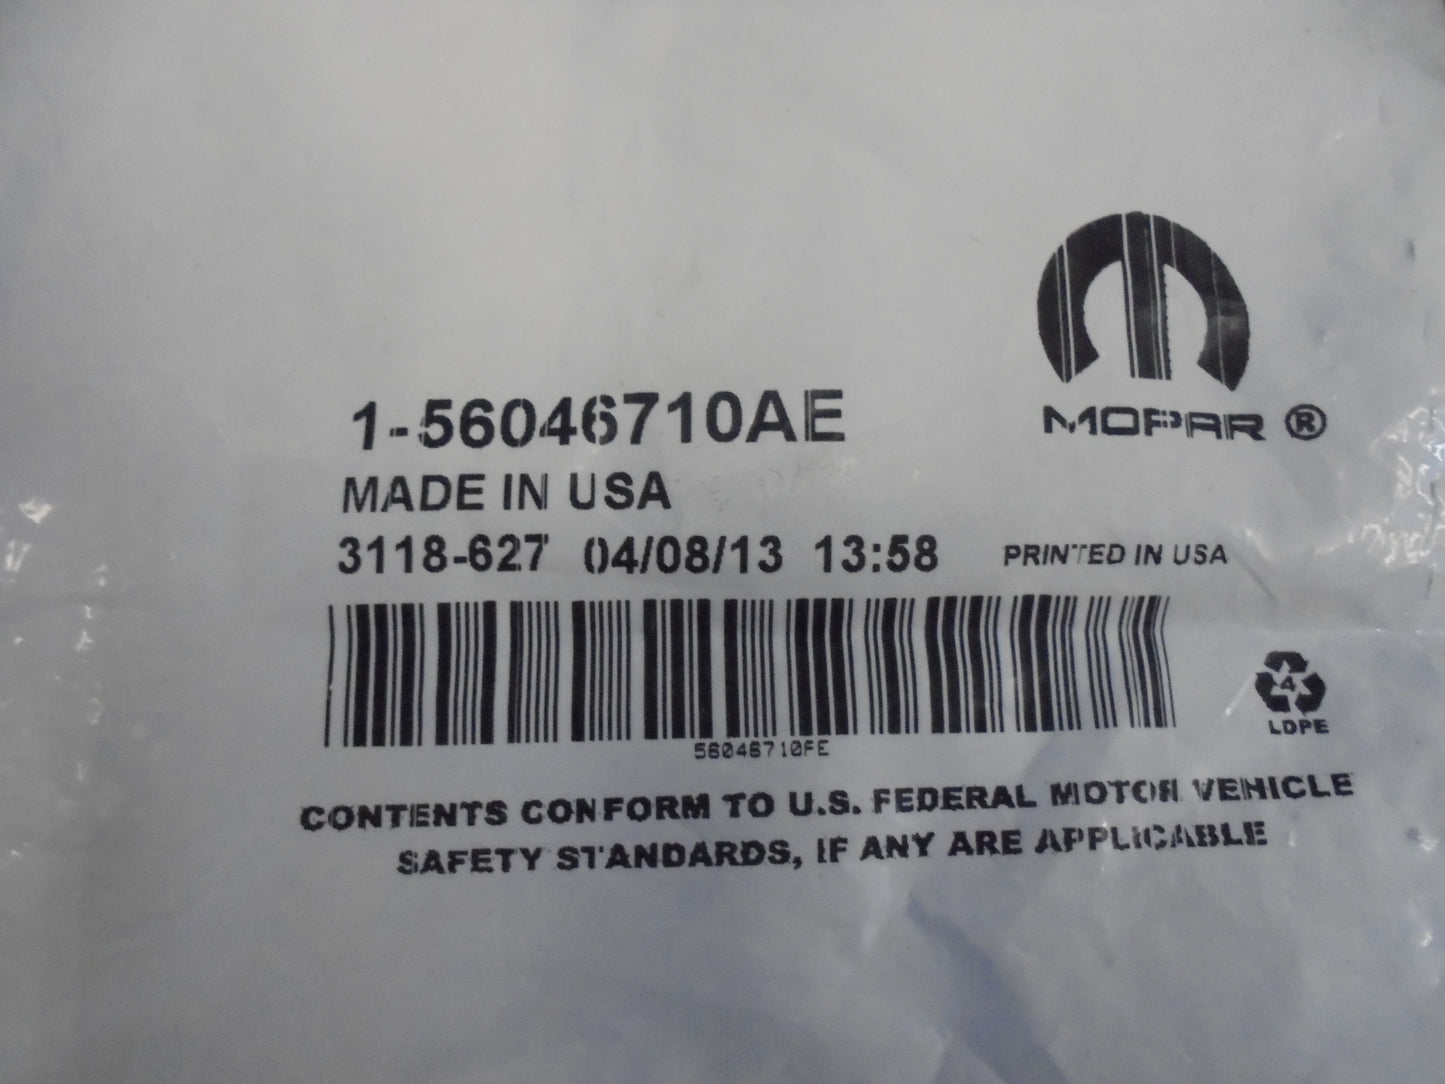 MOPAR ®
1-56046710AE
MADE IN USA
3118-627 04/08/13 13:58 PRINTED IN USA
56046710FE
4
LDPE
CONTENTS CONFORM TO U.S. FEDERAL MOTOR VEHICLE
SAFETY STANDARDS, IF ANY ARE APPLICABLE